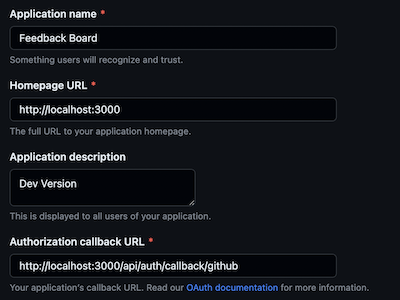 Application name *
Feedback Board
Something users will recognize and trust.
Homepage URL *
http://localhost:3000
The full URL to your application homepage.
Application description
Dev Version
This is displayed to all users of your application.
Authorization callback URL *
http://localhost:3000/api/auth/callback/github
Your application's callback URL. Read our OAuth documentation for more information.